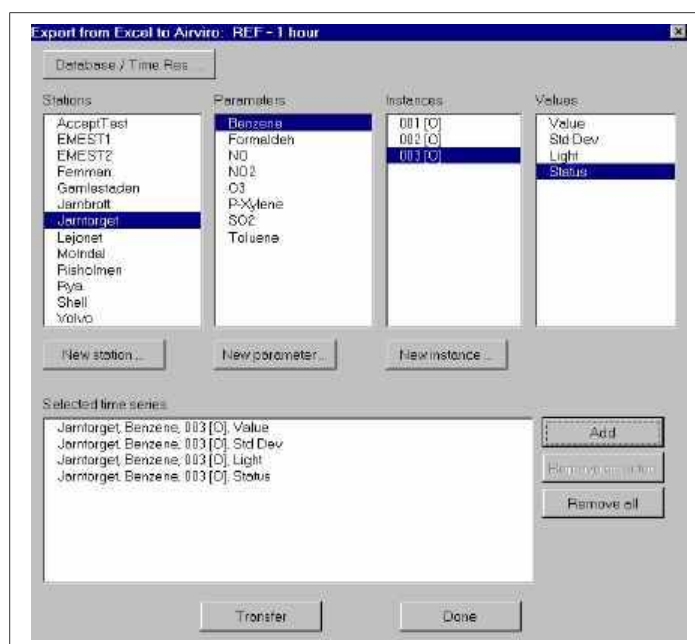 Export from Excel to Airviro: REF - 1 hour
Database / Time Res ...
Stations
AcceptTest
EMEST1
EMEST2
Femman
Gamlestaden
Jarnbrott
Jarntorget
Lejonet
Molndal
Risholmen
Rya
Shell
Volvo
Parameters
Benzene
Formaldeh
NO
NO2
O3
P-Xylene
SO2
Toluene
Instances
001 [O]
002 [O]
003 [O]
Values
Value
Std Dev
Light
Status
New station ...
New parameter ...
New instance ...
Selected time series
Jarntorget, Benzene, 003 [O], Value
Jarntorget, Benzene, 003 [O], Std Dev
Jarntorget, Benzene, 003 [O], Light
Jarntorget, Benzene, 003 [O], Status
Add
Remove all
Transfer
Done